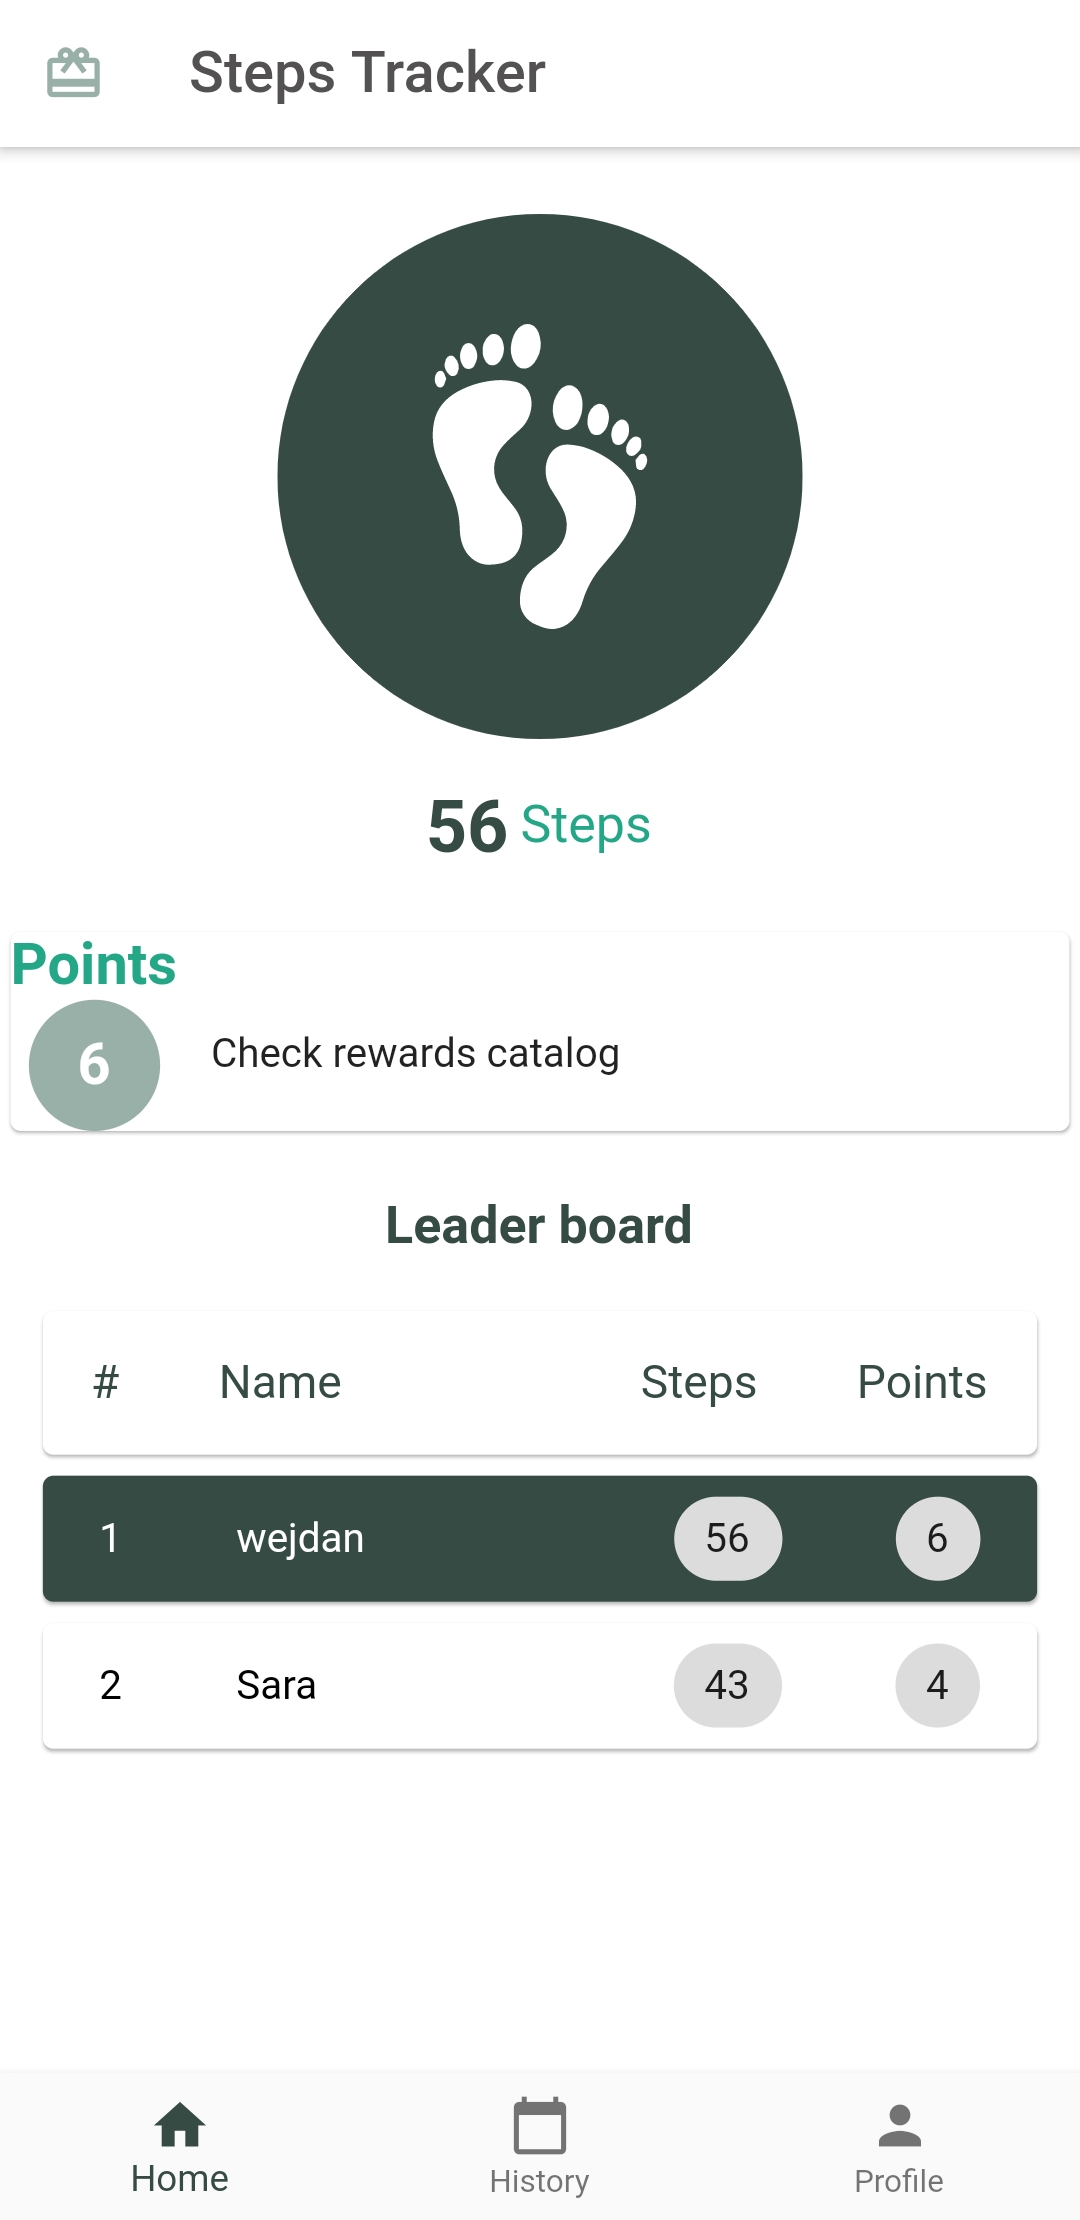 Steps Tracker
56 Steps
Points
6 Check rewards catalog
Leader board
# Name Steps Points
1 wejdan 56 6
2 Sara 43 4
Home History Profile